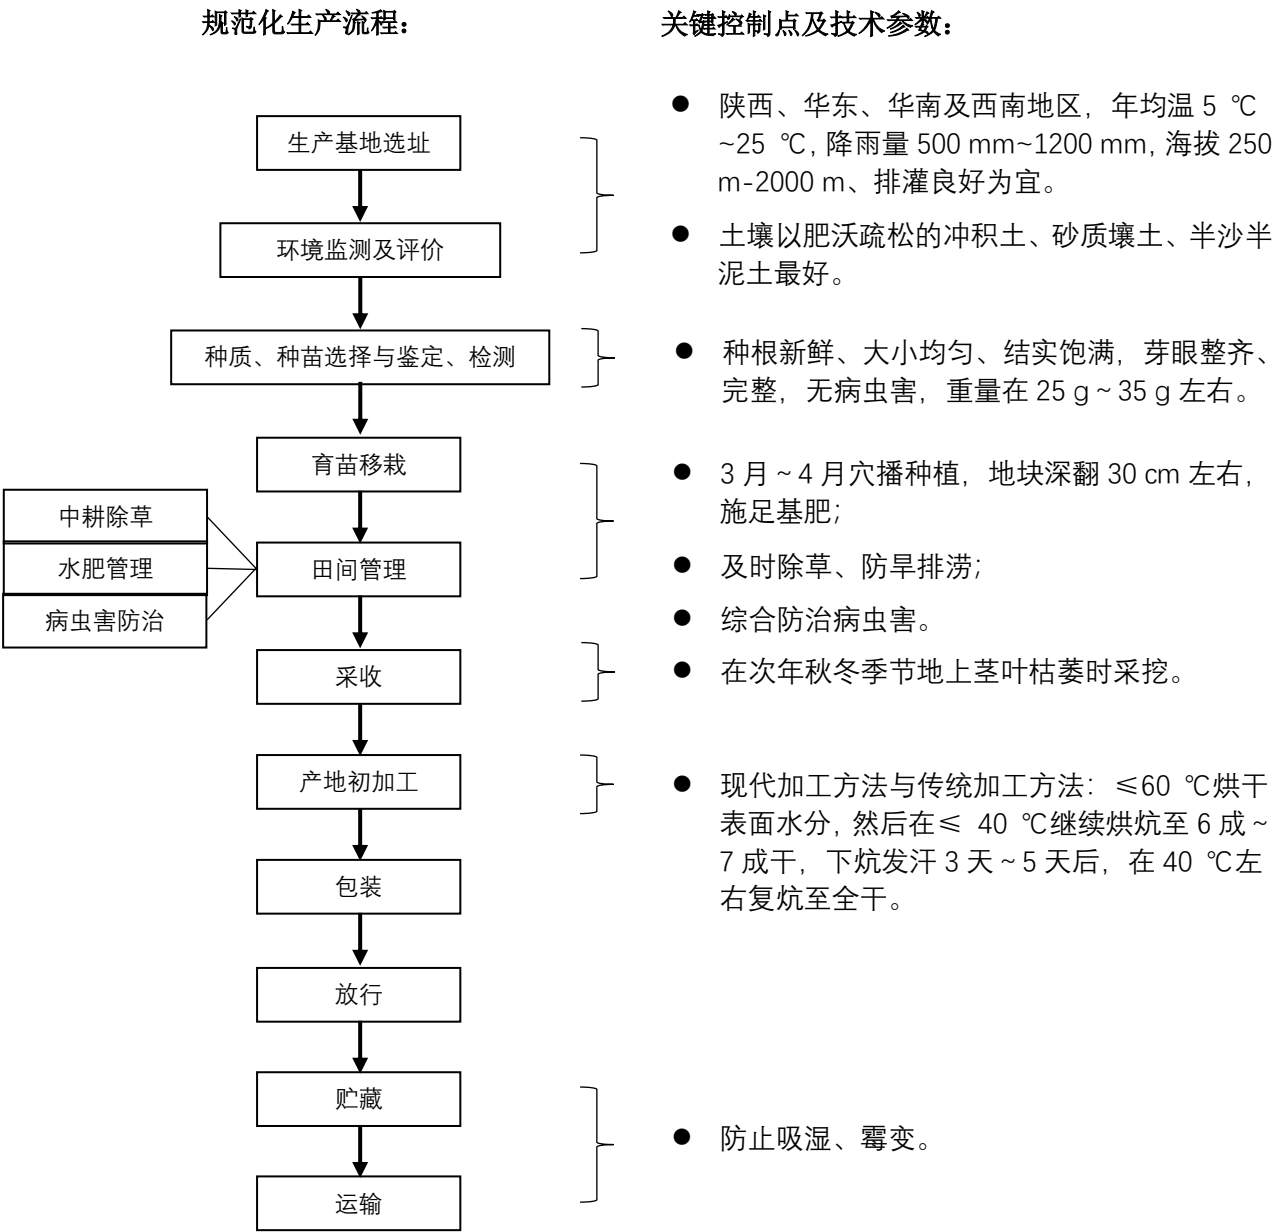 规范化生产流程：
关键控制点及技术参数：
生产基地选址
环境监测及评价
种质、种苗选择与鉴定、检测
育苗移栽
中耕除草
水肥管理
病虫害防治
田间管理
采收
产地初加工
包装
放行
贮藏
运输
● 陕西、华东、华南及西南地区，年均温 5 ℃
~25 ℃，降雨量 500 mm~1200 mm，海拔 250
m-2000 m、排灌良好为宜。
● 土壤以肥沃疏松的冲积土、砂质壤土、半沙半
泥土最好。
● 种根新鲜、大小均匀、结实饱满，芽眼整齐、
完整，无病虫害，重量在 25 g～35 g 左右。
● 3 月～4 月穴播种植，地块深翻 30 cm 左右，
施足基肥；
● 及时除草、防旱排涝；
● 综合防治病虫害。
● 在次年秋冬季节地上茎叶枯萎时采挖。
● 现代加工方法与传统加工方法：≤60 ℃烘干
表面水分，然后在≤ 40 ℃继续烘炕至 6 成～
7 成干，下炕发汗 3 天～5 天后，在 40 ℃左
右复炕至全干。
● 防止吸湿、霉变。